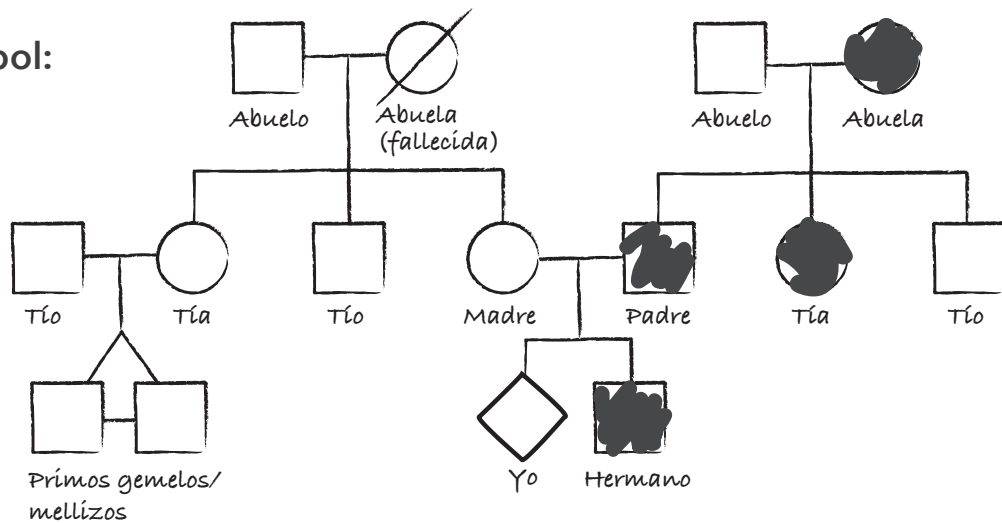 bol:
Abuelo
Abuela
(fallecida)
Abuelo
Abuela
Tío
Tía
Tío
Madre
Padre
Tía
Tío
Primos gemelos/
mellizos
Yo
Hermano